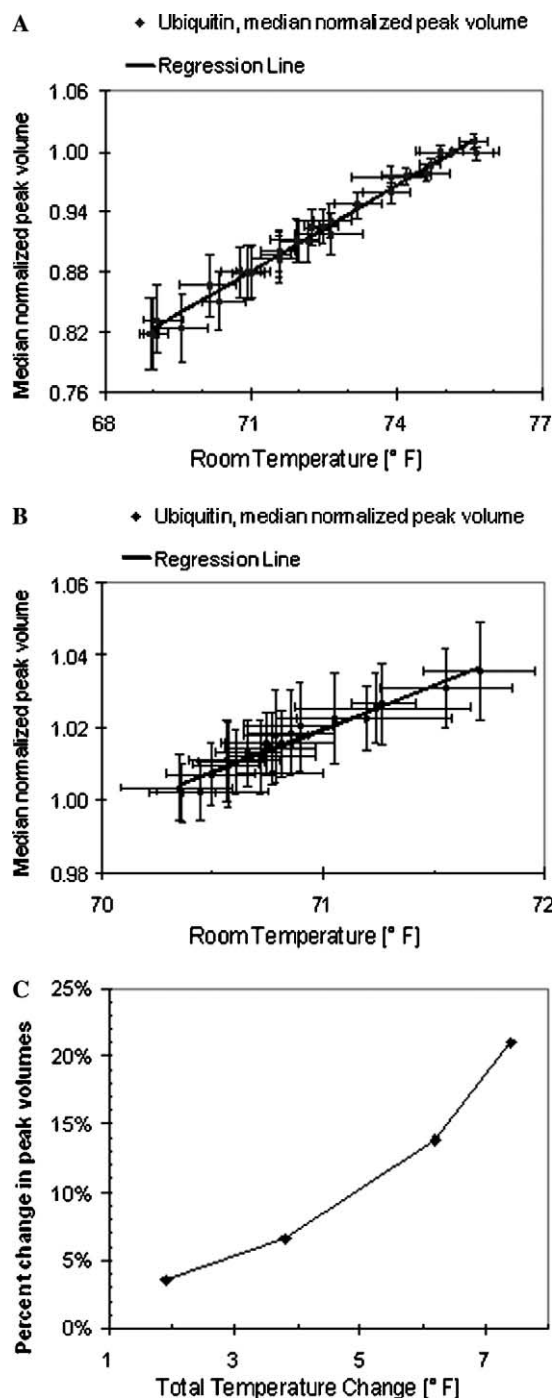 A
Ubiquitin, median normalized peak volume
Regression Line
1.06
1.00
0.94
0.88
0.82
0.76
Median normalized peak volume
68 71 74 77
Room Temperature [° F]
B
Ubiquitin, median normalized peak volume
Regression Line
1.06
1.04
1.02
1.00
0.98
Median normalized peak volume
70 71 72
Room Temperature [° F]
C
25%
20%
15%
10%
5%
0%
Percent change in peak volumes
1 3 5 7
Total Temperature Change [° F]